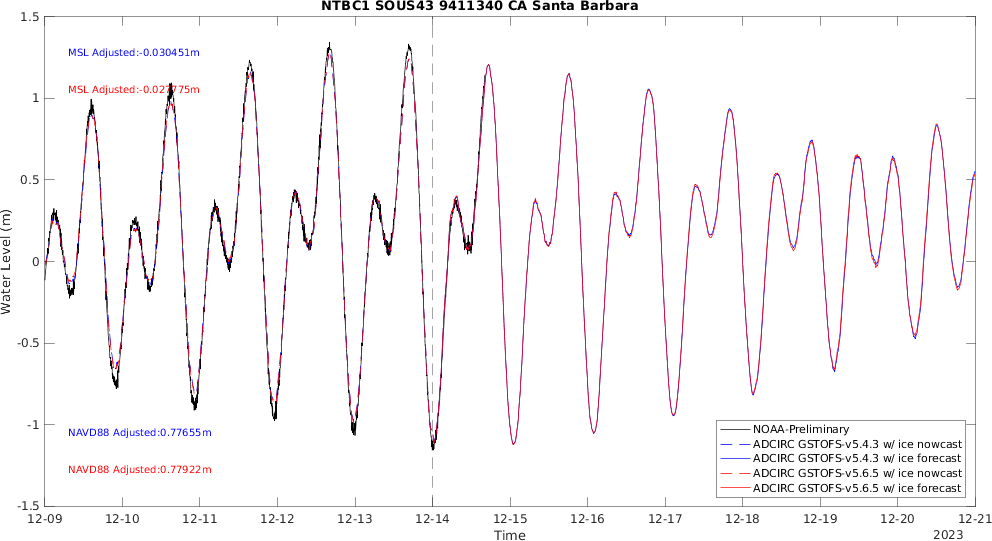 NTBC1 SOUS43 9411340 CA Santa Barbara
1.5
1
0.5
0
-0.5
-1
-1.5
Water Level (m)
MSL Adjusted:-0.030451m
MSL Adjusted:-0.027775m
NAVD88 Adjusted:0.77655m
NAVD88 Adjusted:0.77922m
NOAA-Preliminary
ADCIRC GSTOFS-v5.4.3 w/ ice nowcast
ADCIRC GSTOFS-v5.4.3 w/ ice forecast
ADCIRC GSTOFS-v5.6.5 w/ ice nowcast
ADCIRC GSTOFS-v5.6.5 w/ ice forecast
12-09 12-10 12-11 12-12 12-13 12-14 12-15 12-16 12-17 12-18 12-19 12-20 12-21
Time
2023